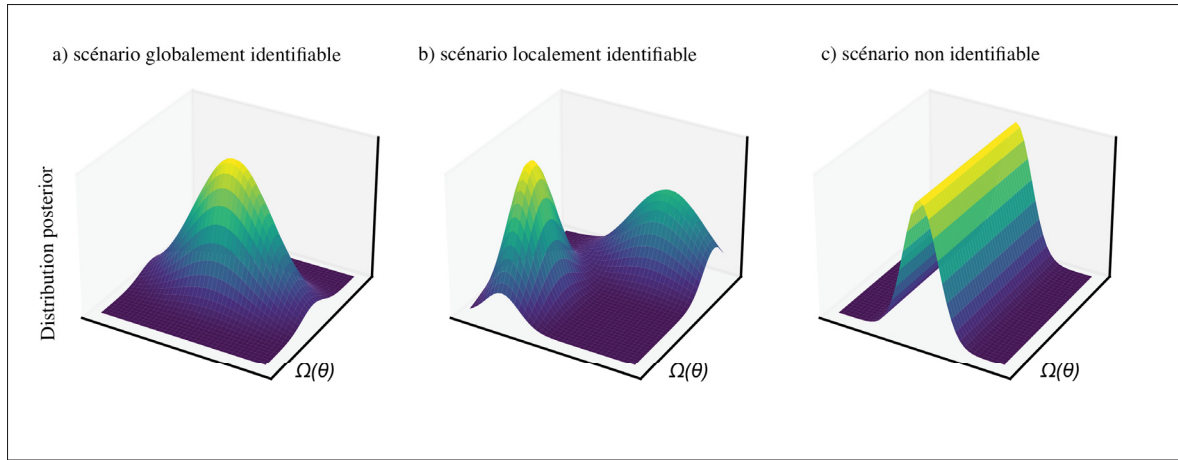 a) scénario globalement identifiable
b) scénario localement identifiable
c) scénario non identifiable
Distribution posterior
Ω(θ)
Ω(θ)
Ω(θ)